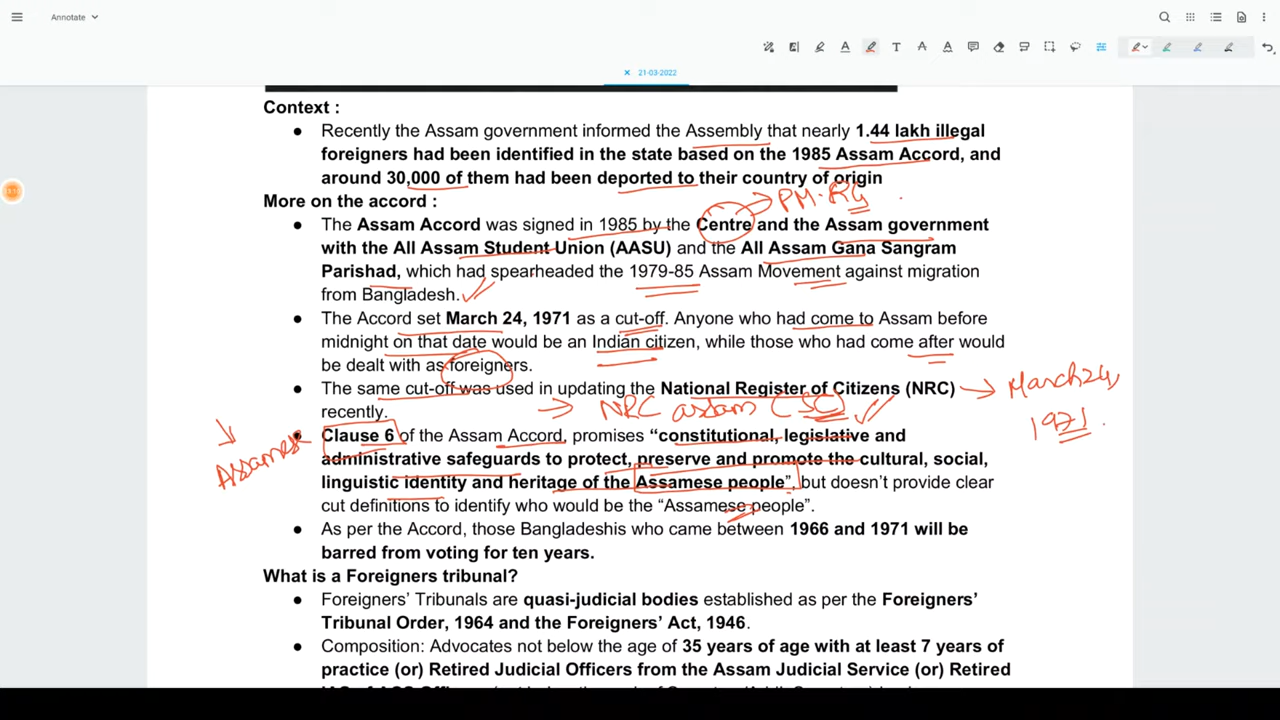 Annotate
21-03-2022
Context :
Recently the Assam government informed the Assembly that nearly 1.44 lakh illegal
foreigners had been identified in the state based on the 1985 Assam Accord, and
around 30,000 of them had been deported to their country of origin
More on the accord :
→ PM-RG
The Assam Accord was signed in 1985 by the Centre and the Assam government
with the All Assam Student Union (AASU) and the All Assam Gana Sangram
Parishad, which had spearheaded the 1979-85 Assam Movement against migration
from Bangladesh.
The Accord set March 24, 1971 as a cut-off. Anyone who had come to Assam before
midnight on that date would be an Indian citizen, while those who had come after would
be dealt with as foreigners.
The same cut-off was used in updating the National Register of Citizens (NRC)
→ March 24,
1971
recently.
→ NRC assam (SC)
Clause 6 of the Assam Accord, promises “constitutional, legislative and
Assamese
administrative safeguards to protect, preserve and promote the cultural, social,
linguistic identity and heritage of the Assamese people”, but doesn’t provide clear
cut definitions to identify who would be the “Assamese people”.
As per the Accord, those Bangladeshis who came between 1966 and 1971 will be
barred from voting for ten years.
What is a Foreigners tribunal?
Foreigners’ Tribunals are quasi-judicial bodies established as per the Foreigners’
Tribunal Order, 1964 and the Foreigners’ Act, 1946.
Composition: Advocates not below the age of 35 years of age with at least 7 years of
practice (or) Retired Judicial Officers from the Assam Judicial Service (or) Retired